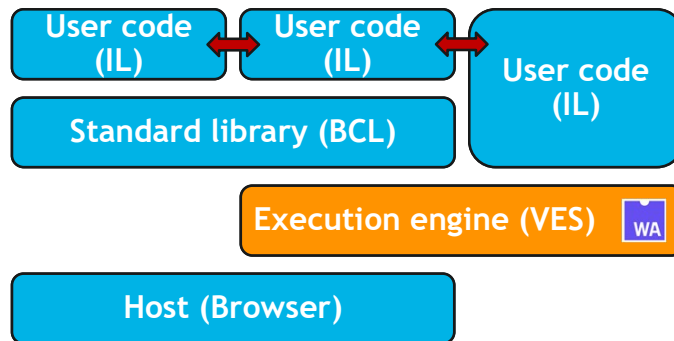 User code
(IL)
User code
(IL)
User code
(IL)
Standard library (BCL)
Execution engine (VES)
WA
Host (Browser)